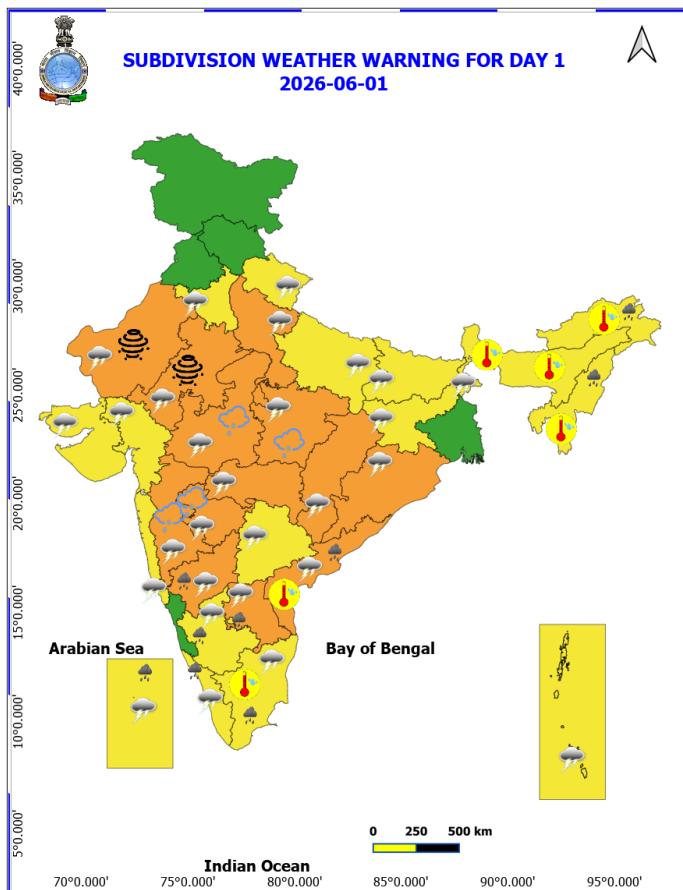 SUBDIVISION WEATHER WARNING FOR DAY 1
2026-06-01
40°0.000'
35°0.000'
30°0.000'
25°0.000'
20°0.000'
15°0.000'
10°0.000'
5°0.000'
Arabian Sea
Bay of Bengal
0 250 500 km
Indian Ocean
70°0.000' 75°0.000' 80°0.000' 85°0.000' 90°0.000' 95°0.000'